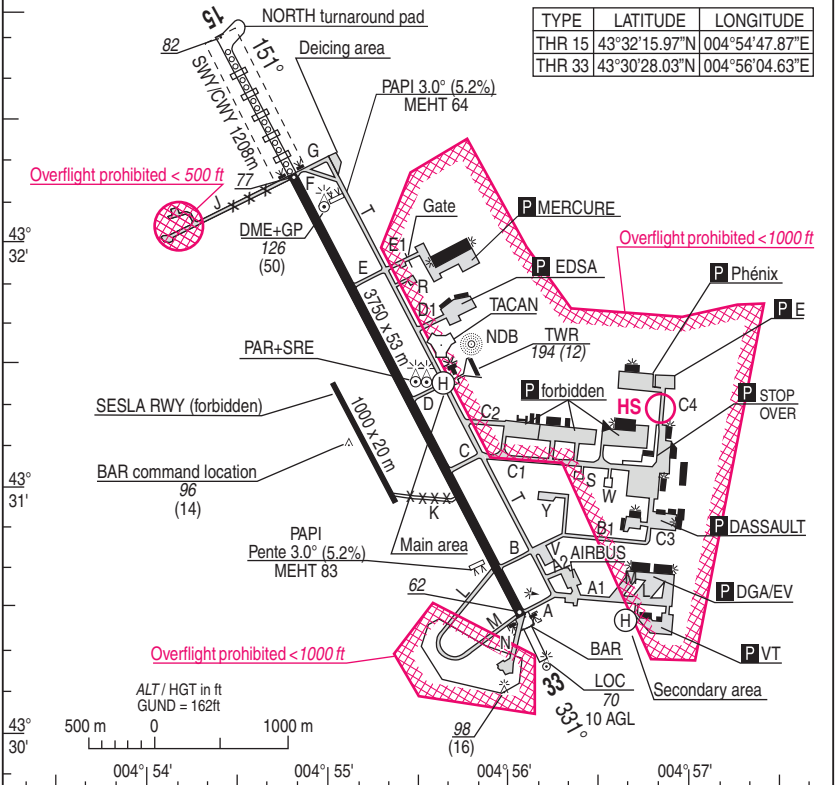 15
NORTH turnaround pad
82
151°
Deicing area
SWY/CWY 1208m
PAPI 3.0° (5.2%)
MEHT 64
TYPE LATITUDE LONGITUDE
THR 15 43°32'15.97"N 004°54'47.87"E
THR 33 43°30'28.03"N 004°56'04.63"E
Overflight prohibited < 500 ft
77
G
F
J
T
DME+GP
126
(50)
Gate
P MERCURE
E1
E
R
P EDSA
D1
TACAN
NDB
TWR
194 (12)
Overflight prohibited <1000 ft
P Phénix
P E
43°
32'
3750 x 53 m
PAR+SRE
H
D
P forbidden
HS
C4
P STOP
OVER
SESLA RWY (forbidden)
1000 x 20 m
C2
C
C1
S
W
BAR command location
96
(14)
43°
31'
K
T
Y
B1
C3
P DASSAULT
PAPI
Pente 3.0° (5.2%)
MEHT 83
Main area
B
V
A2
AIRBUS
A1
M
L
P DGA/EV
62
L
M
A
N
H
BAR
P VT
Overflight prohibited <1000 ft
33
331°
LOC
70
10 AGL
Secondary area
98
(16)
ALT / HGT in ft
GUND = 162ft
500 m 0 1000 m
43°
30'
004°54' 004°55' 004°56' 004°57'